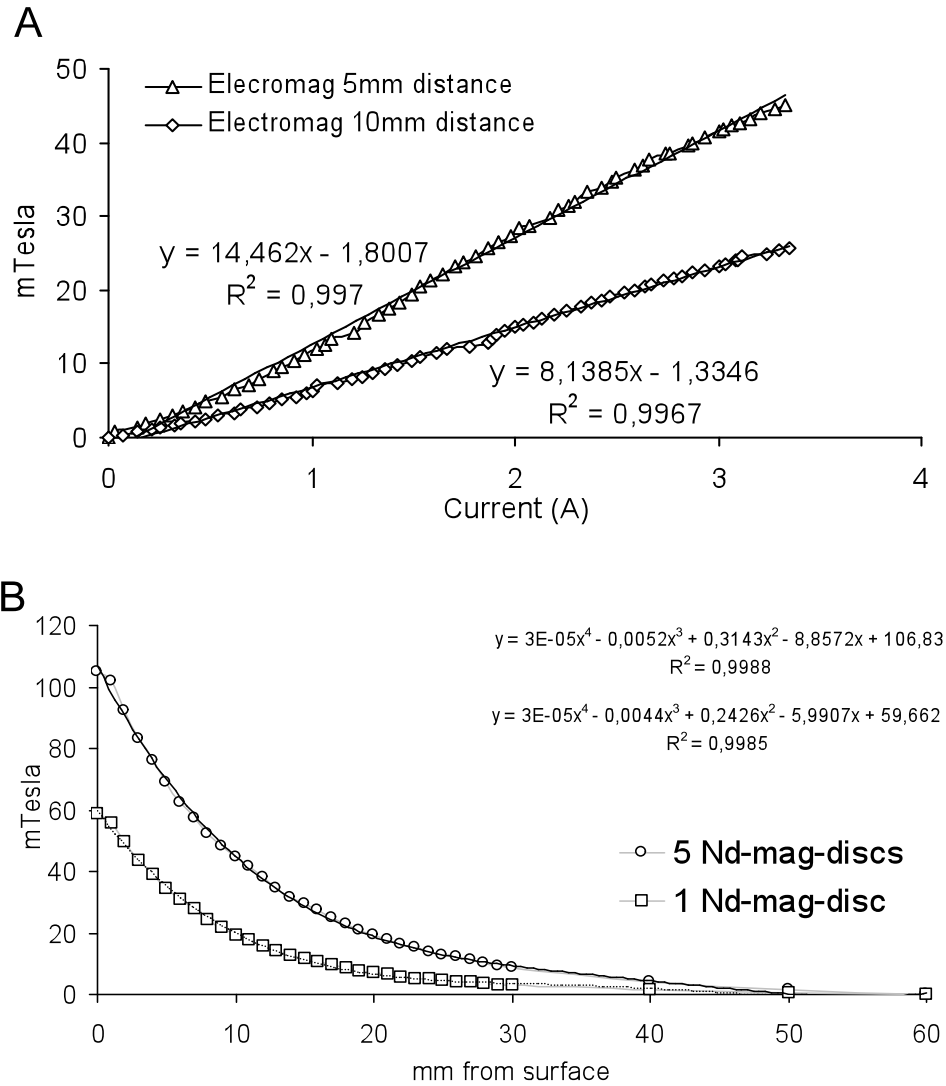 A
50
Elecromag 5mm distance
Electromag 10mm distance
40
30
mTesla
y = 14,462x - 1,8007
R² = 0,997
20
10
y = 8,1385x - 1,3346
R² = 0,9967
0
0 1 2 3 4
Current (A)
B
120
y = 3E-05x⁴ - 0,0052x³ + 0,3143x² - 8,8572x + 106,83
R² = 0,9988
100
y = 3E-05x⁴ - 0,0044x³ + 0,2426x² - 5,9907x + 59,662
R² = 0,9985
80
mTesla
60
5 Nd-mag-discs
1 Nd-mag-disc
40
20
0
0 10 20 30 40 50 60
mm from surface